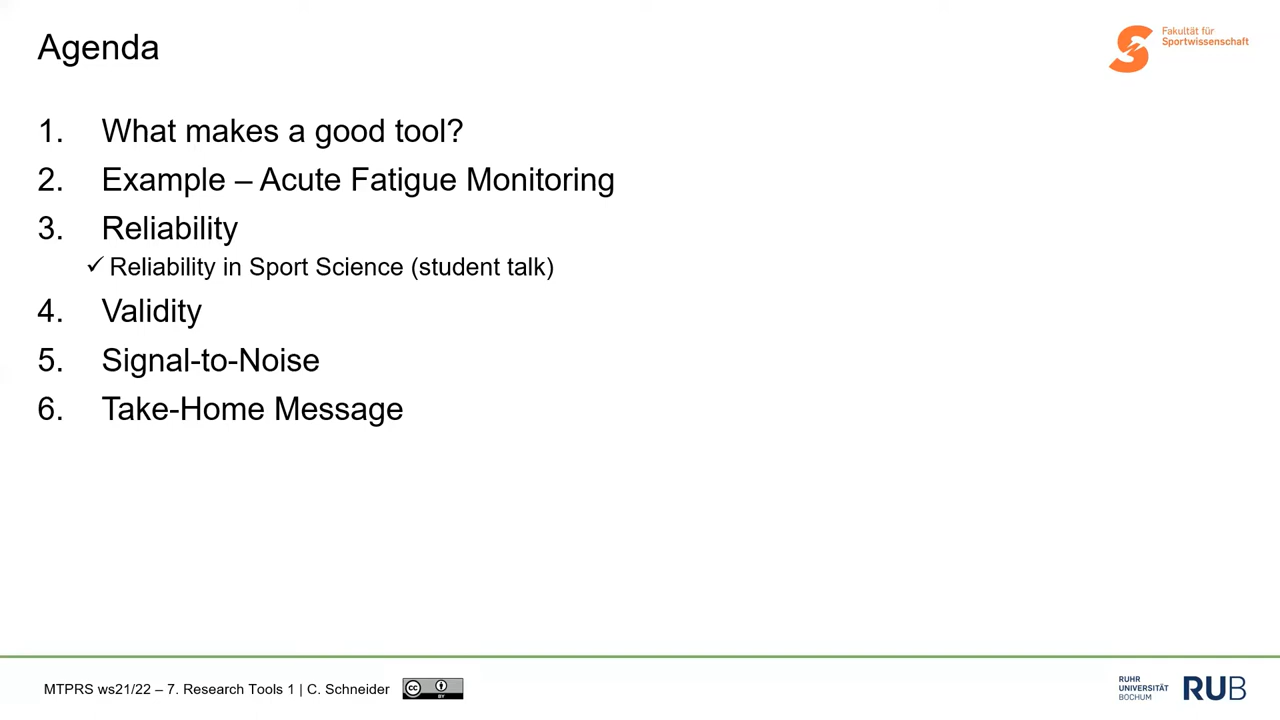 Agenda
Fakultät für
Sportwissenschaft
1. What makes a good tool?
2. Example – Acute Fatigue Monitoring
3. Reliability
✓ Reliability in Sport Science (student talk)
4. Validity
5. Signal-to-Noise
6. Take-Home Message
MTPRS ws21/22 – 7. Research Tools 1 | C. Schneider
cc
BY
RUHR
UNIVERSITÄT
BOCHUM
RUB